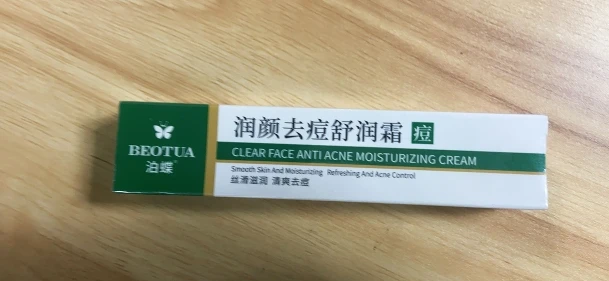 BEOTUA
泊蝶
润颜去痘舒润霜 痘
CLEAR FACE ANTI ACNE MOISTURIZING CREAM
Smooth Skin And Moisturizing Refreshing And Acne Control
丝滑滋润 清爽去痘